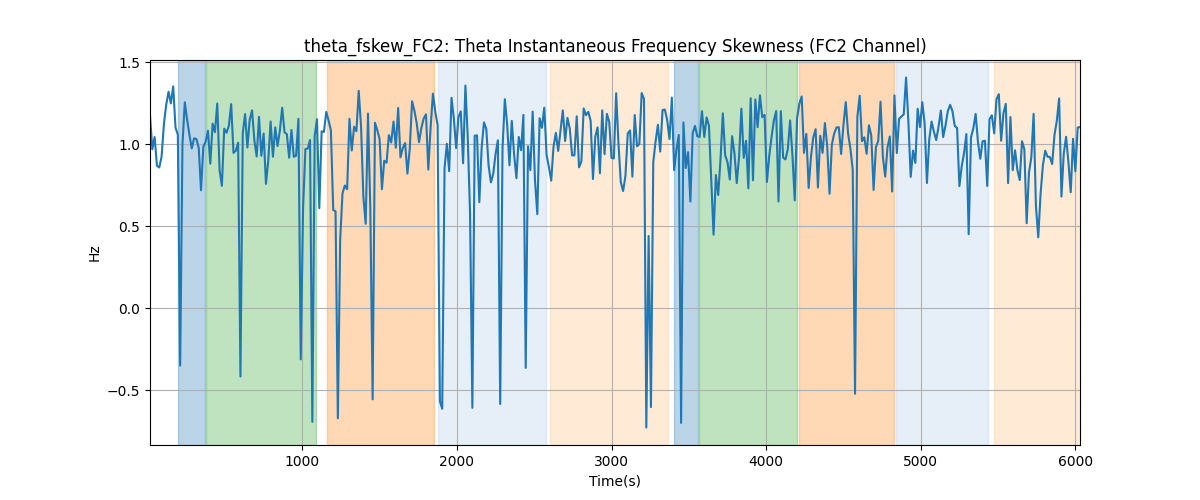 theta_fskew_FC2: Theta Instantaneous Frequency Skewness (FC2 Channel)
1.5
1.0
0.5
0.0
−0.5
Hz
1000 2000 3000 4000 5000 6000
Time(s)